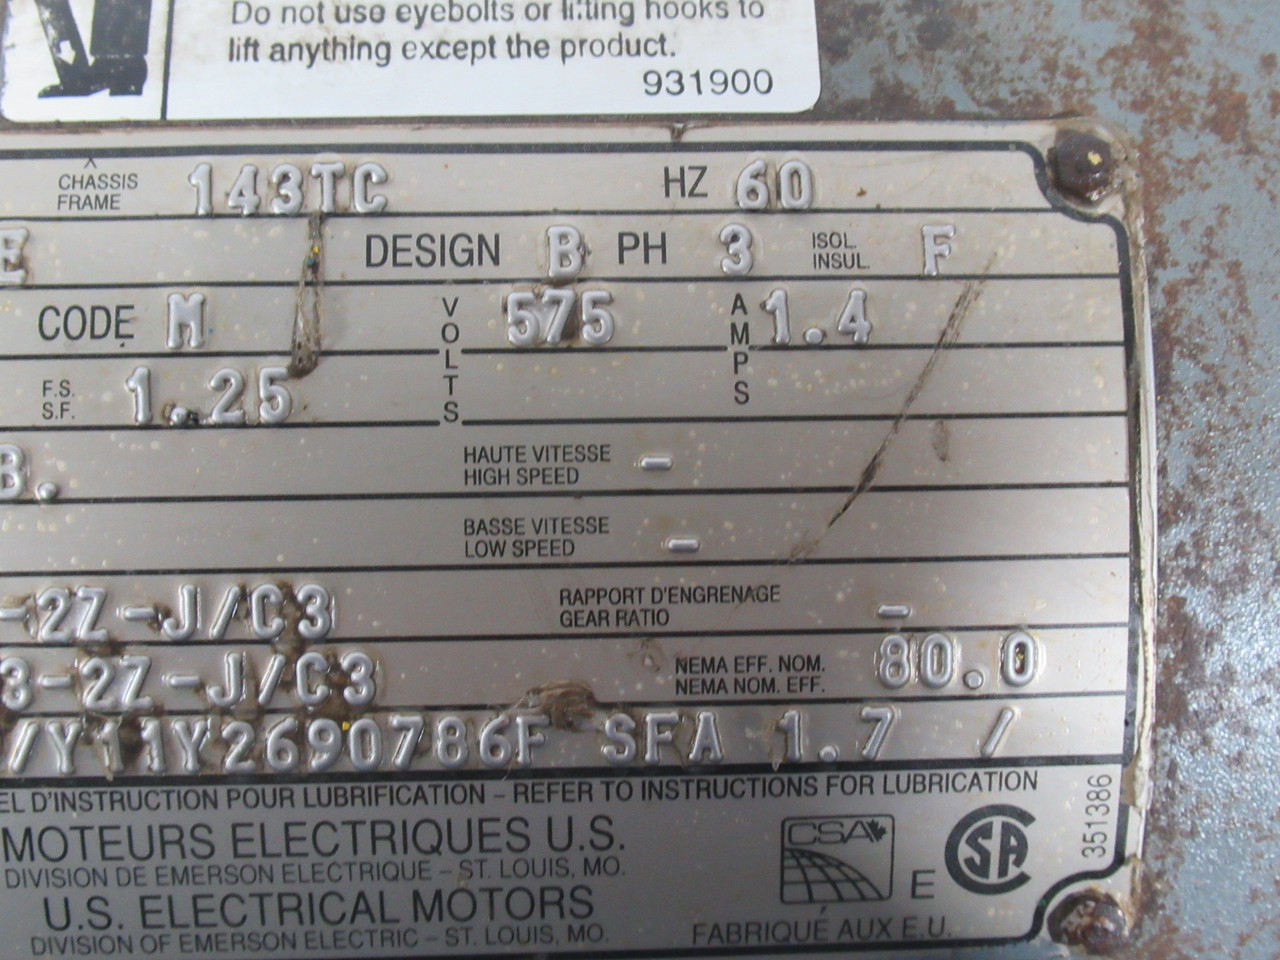 Do not use eyebolts or lifting hooks to
lift anything except the product.
931900
CHÂSSIS
FRAME 143TC HZ 60
E DESIGN B PH 3 ISOL. INSUL. F
CODE M VOLTS 575 AMPS 1.4
F.S.
S.F. 1.25
B. HAUTE VITESSE
HIGH SPEED -
BASSE VITESSE
LOW SPEED -
-2Z-J/C3 RAPPORT D'ENGRENAGE
GEAR RATIO -
3-2Z-J/C3 NEMA EFF. NOM.
NEMA NOM. EFF. 80.0
/Y11Y2690786F SFA 1.7 /
EL D'INSTRUCTION POUR LUBRIFICATION – REFER TO INSTRUCTIONS FOR LUBRICATION
MOTEURS ELECTRIQUES U.S.
DIVISION DE EMERSON ELECTRIQUE – ST. LOUIS, MO.
U.S. ELECTRICAL MOTORS
DIVISION OF EMERSON ELECTRIC – ST. LOUIS, MO.
CSA
E
SA
FABRIQUÉ AUX E.U.
351386